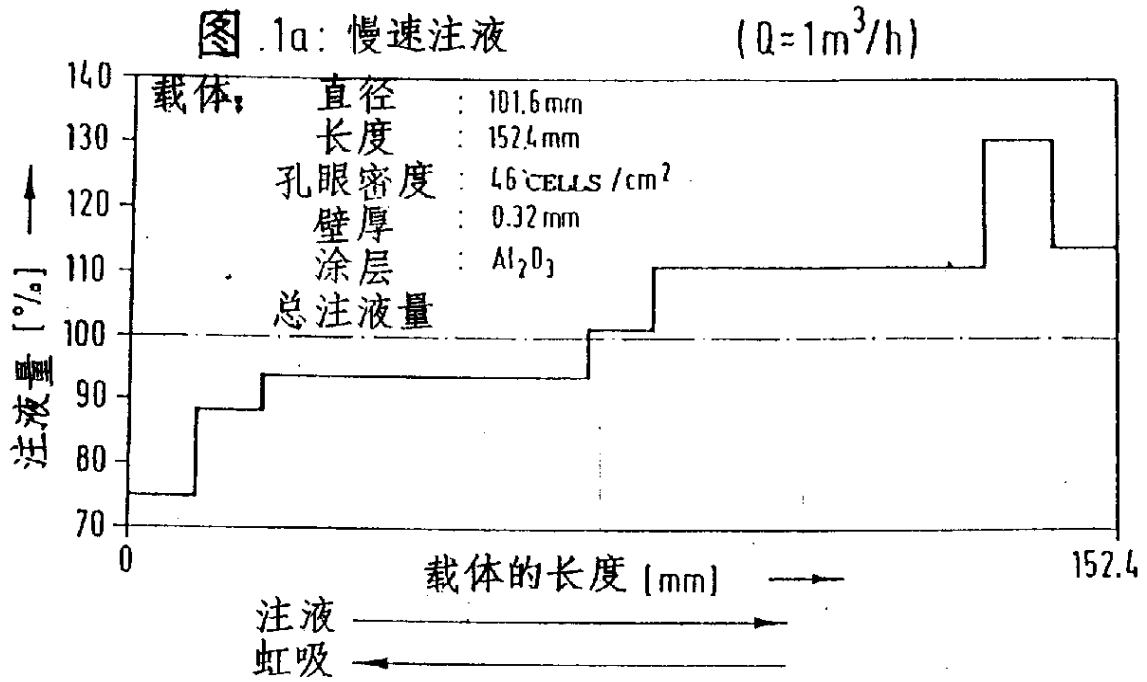 图.1a: 慢速注液 (Q=1m³/h)
载体: 直径 : 101.6mm
长度 : 152.4mm
孔眼密度 : 46 CELLS/cm²
壁厚 : 0.32mm
涂层 : Al₂O₃
总注液量
注液量 [%]
140
130
120
110
100
90
80
70
0
152.4
载体的长度 [mm]
注液
虹吸